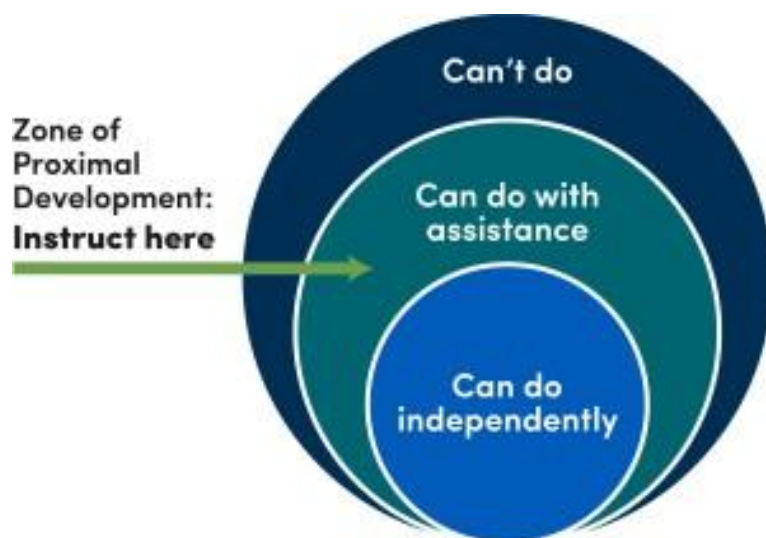 Can't do
Zone of
Proximal
Development:
Instruct here
Can do with
assistance
Can do
independently